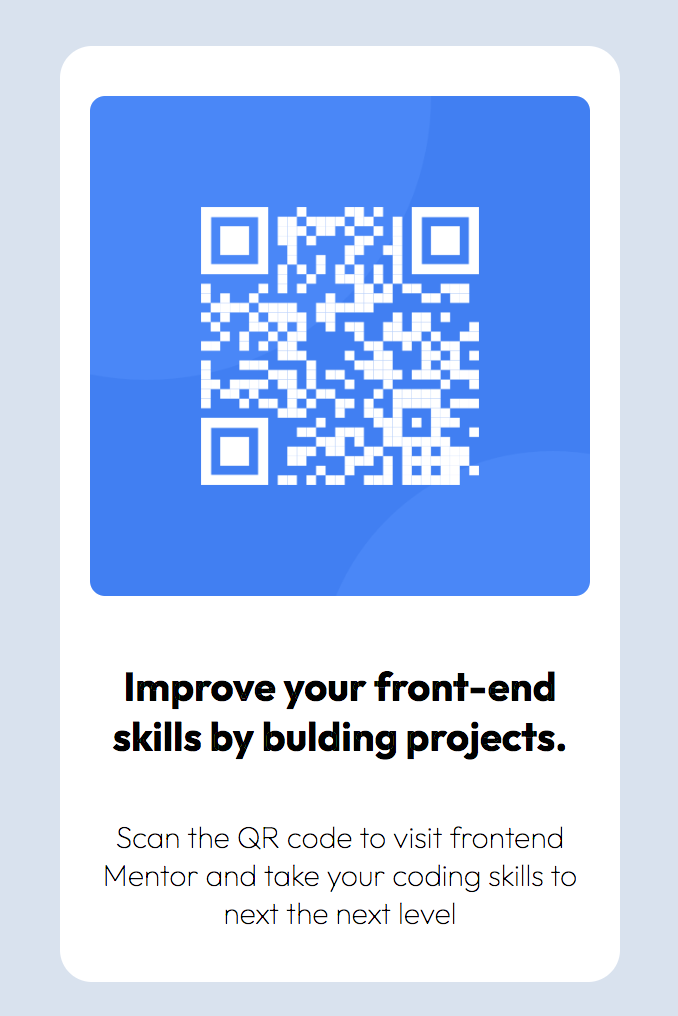 Improve your front-end
skills by bulding projects.
Scan the QR code to visit frontend
Mentor and take your coding skills to
next the next level